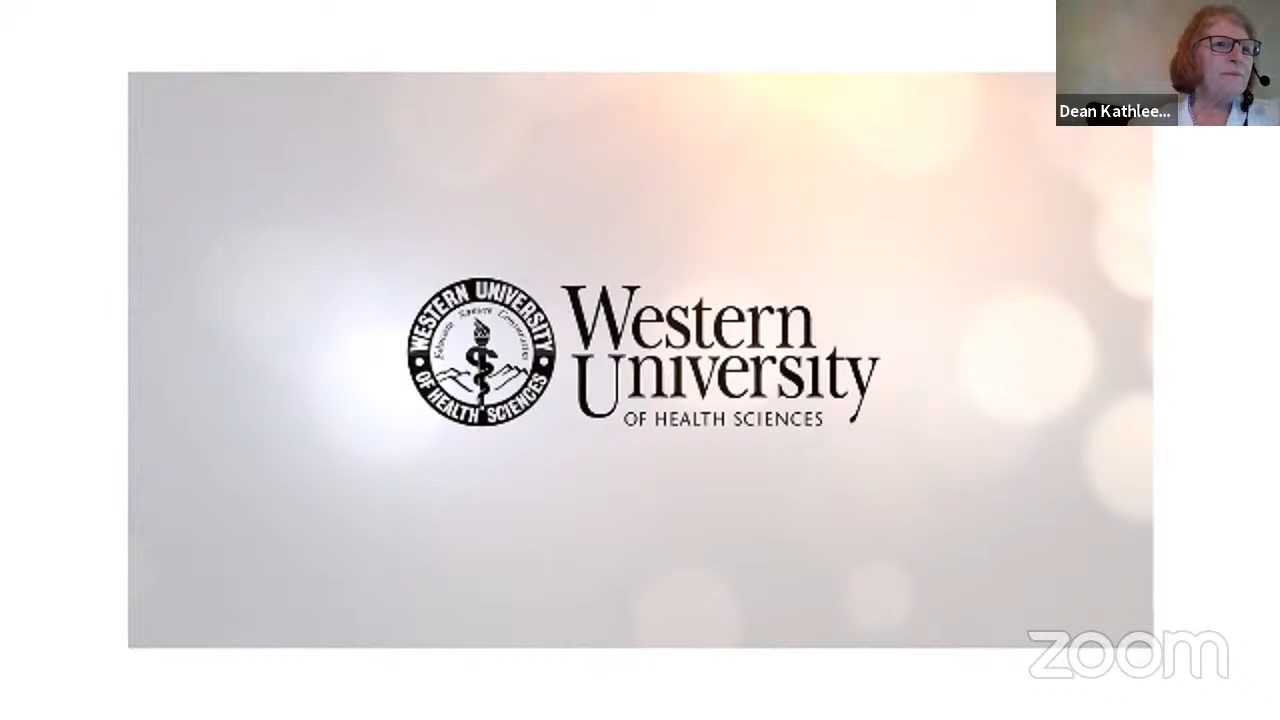 Dean Kathlee...
WESTERN UNIVERSITY
OF HEALTH SCIENCES
Western
University
OF HEALTH SCIENCES
zoom